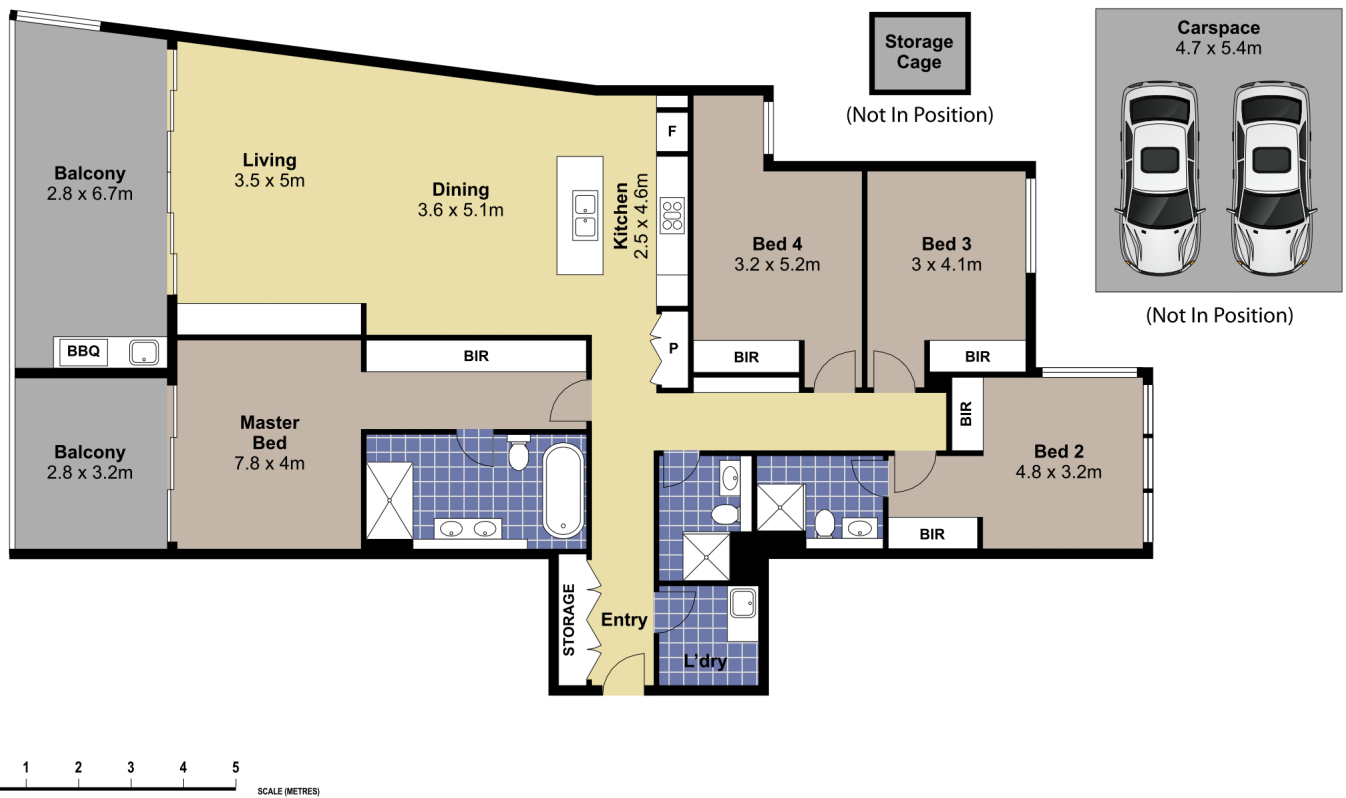 Storage
Cage
(Not In Position)
Carspace
4.7 x 5.4m
(Not In Position)
Balcony
2.8 x 6.7m
BBQ
Living
3.5 x 5m
Dining
3.6 x 5.1m
Kitchen
2.5 x 4.6m
F
P
Bed 4
3.2 x 5.2m
BIR
Bed 3
3 x 4.1m
BIR
Balcony
2.8 x 3.2m
Master
Bed
7.8 x 4m
BIR
BIR
Bed 2
4.8 x 3.2m
BIR
STORAGE
Entry
L'dry
1 2 3 4 5
SCALE (METRES)